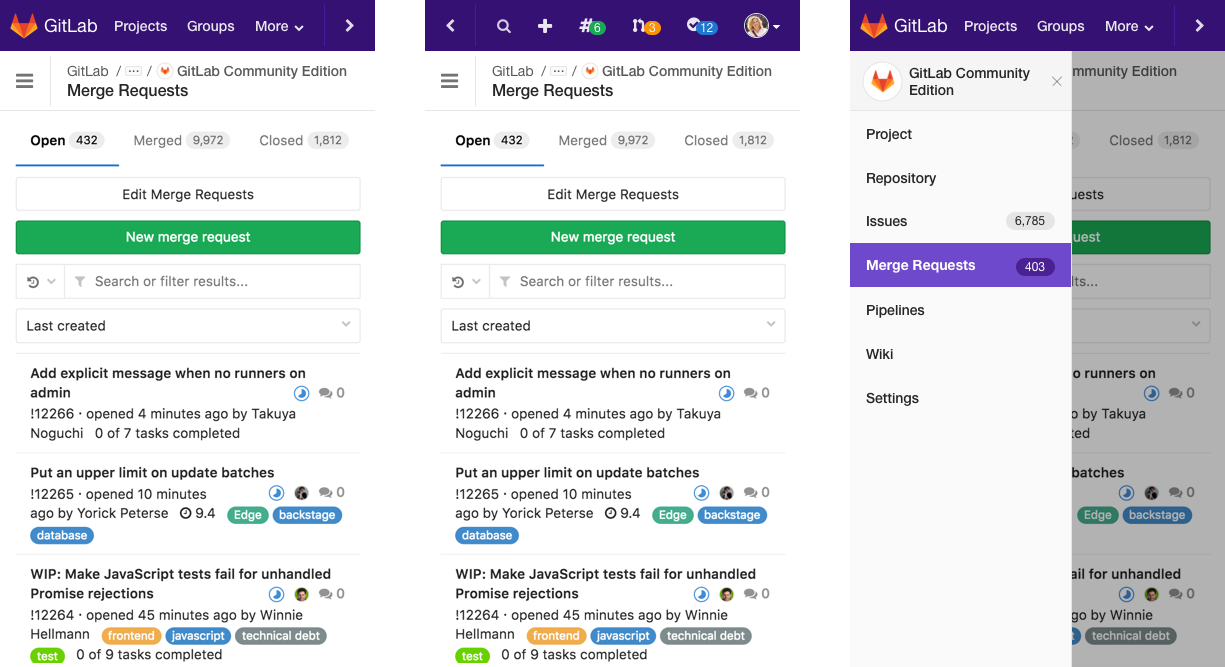 GitLab Projects Groups More
GitLab / ... / GitLab Community Edition
Merge Requests
Open 432 Merged 9,972 Closed 1,812
Edit Merge Requests
New merge request
Search or filter results...
Last created
Add explicit message when no runners on
admin 0
!12266 · opened 4 minutes ago by Takuya
Noguchi 0 of 7 tasks completed
Put an upper limit on update batches
!12265 · opened 10 minutes 0
ago by Yorick Peterse 9.4 Edge backstage
database
WIP: Make JavaScript tests fail for unhandled
Promise rejections 0
!12264 · opened 45 minutes ago by Winnie
Hellmann frontend javascript technical debt
test 0 of 9 tasks completed
6 3 12
GitLab / ... / GitLab Community Edition
Merge Requests
Open 432 Merged 9,972 Closed 1,812
Edit Merge Requests
New merge request
Search or filter results...
Last created
Add explicit message when no runners on
admin 0
!12266 · opened 4 minutes ago by Takuya
Noguchi 0 of 7 tasks completed
Put an upper limit on update batches
!12265 · opened 10 minutes 0
ago by Yorick Peterse 9.4 Edge backstage
database
WIP: Make JavaScript tests fail for unhandled
Promise rejections 0
!12264 · opened 45 minutes ago by Winnie
Hellmann frontend javascript technical debt
test 0 of 9 tasks completed
GitLab Projects Groups More
GitLab Community
Edition
Project
Repository
Issues 6,785
Merge Requests 403
Pipelines
Wiki
Settings
mmunity Edition
Closed 1,812
uests
uest
lts...
o runners on
0
o by Takuya
ted
batches
0
Edge backstage
ail for unhandled
0
o by Winnie
t technical debt